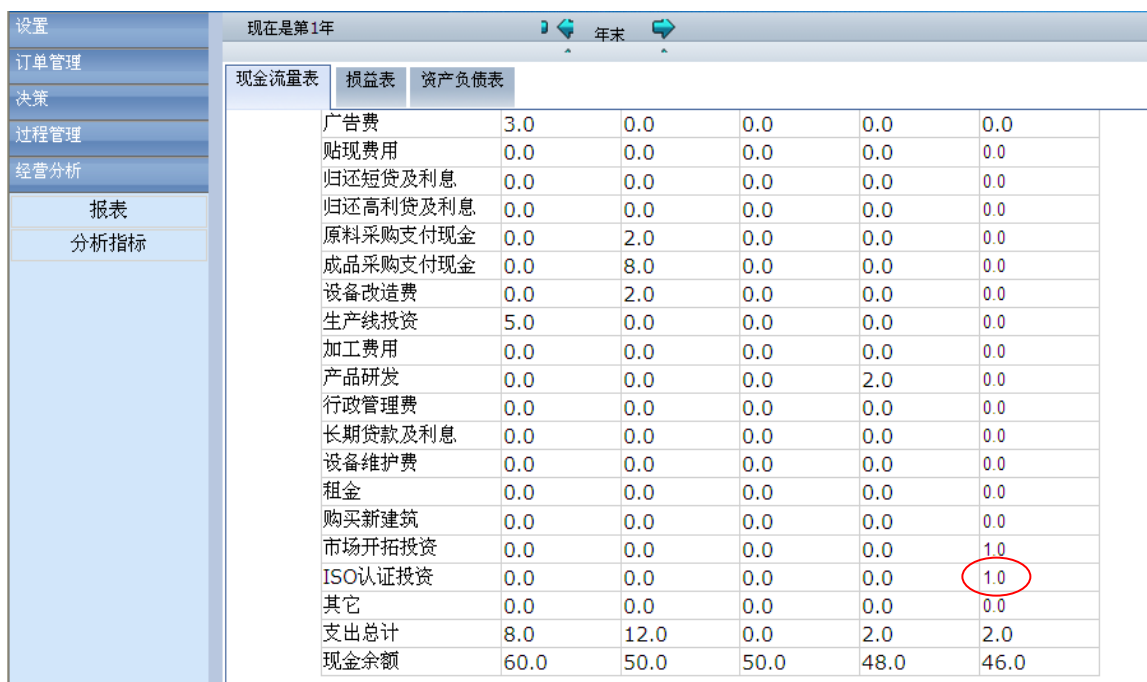 设置
现在是第1年
年末
订单管理
决策
过程管理
经营分析
报表
分析指标
现金流量表 损益表 资产负债表
广告费 3.0 0.0 0.0 0.0 0.0
贴现费用 0.0 0.0 0.0 0.0 0.0
归还短贷及利息 0.0 0.0 0.0 0.0 0.0
归还高利贷及利息 0.0 0.0 0.0 0.0 0.0
原料采购支付现金 0.0 2.0 0.0 0.0 0.0
成品采购支付现金 0.0 8.0 0.0 0.0 0.0
设备改造费 0.0 2.0 0.0 0.0 0.0
生产线投资 5.0 0.0 0.0 0.0 0.0
加工费用 0.0 0.0 0.0 0.0 0.0
产品研发 0.0 0.0 0.0 2.0 0.0
行政管理费 0.0 0.0 0.0 0.0 0.0
长期贷款及利息 0.0 0.0 0.0 0.0 0.0
设备维护费 0.0 0.0 0.0 0.0 0.0
租金 0.0 0.0 0.0 0.0 0.0
购买新建筑 0.0 0.0 0.0 0.0 0.0
市场开拓投资 0.0 0.0 0.0 0.0 1.0
ISO认证投资 0.0 0.0 0.0 0.0 1.0
其它 0.0 0.0 0.0 0.0 0.0
支出总计 8.0 12.0 0.0 2.0 2.0
现金余额 60.0 50.0 50.0 48.0 46.0